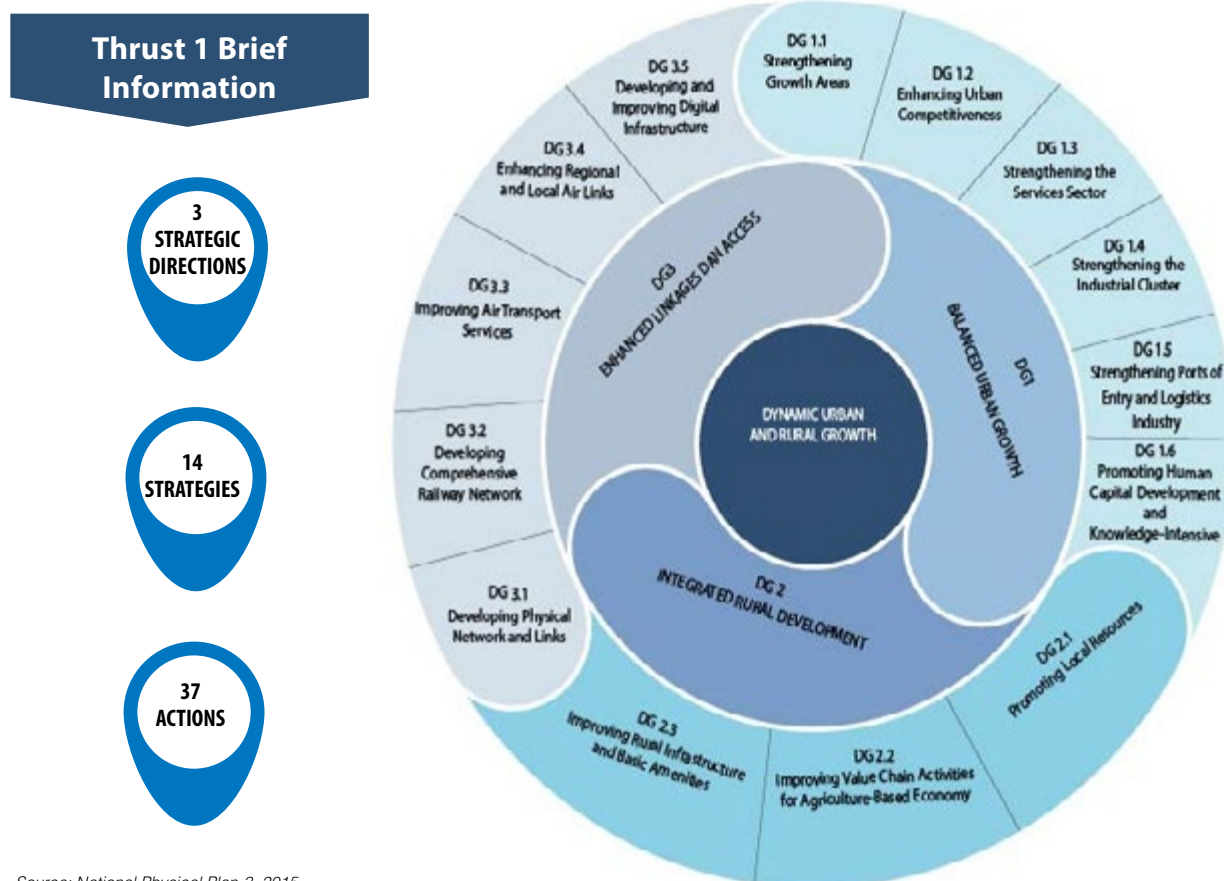 Thrust 1 Brief
Information
3
STRATEGIC
DIRECTIONS
14
STRATEGIES
37
ACTIONS
DG 1.1
Strengthening
Growth Areas
DG 1.2
Enhancing Urban
Competitiveness
DG 1.3
Strengthening the
Services Sector
DG 1.4
Strengthening the
Industrial Cluster
DG 1.5
Strengthening Ports of
Entry and Logistics
Industry
DG 1.6
Promoting Human
Capital Development
and
Knowledge-Intensive
DG 2.1
Promoting Local Resources
DG 2.2
Improving Value Chain Activities
for Agriculture-Based Economy
DG 2.3
Improving Rural Infrastructure
and Basic Amenities
DG 3.1
Developing Physical
Network and Links
DG 3.2
Developing
Comprehensive
Railway Network
DG 3.3
Improving Air Transport
Services
DG 3.4
Enhancing Regional
and Local Air Links
DG 3.5
Developing and
Improving Digital
Infrastructure
DG1
BALANCED URBAN GROWTH
DG 2
INTEGRATED RURAL DEVELOPMENT
DG3
ENHANCED LINKAGES DAN ACCESS
DYNAMIC URBAN
AND RURAL GROWTH
Source: National Physical Plan 3, 2015